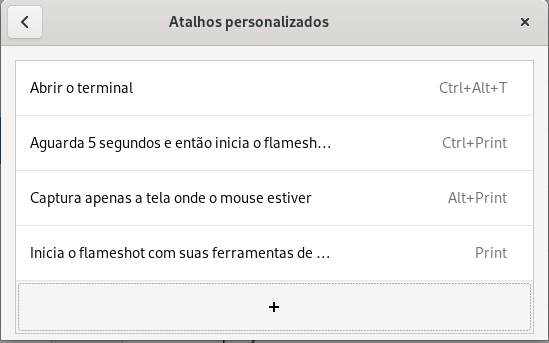 Atalhos personalizados
Abrir o terminal Ctrl+Alt+T
Aguarda 5 segundos e então inicia o flamesh… Ctrl+Print
Captura apenas a tela onde o mouse estiver Alt+Print
Inicia o flameshot com suas ferramentas de … Print
+